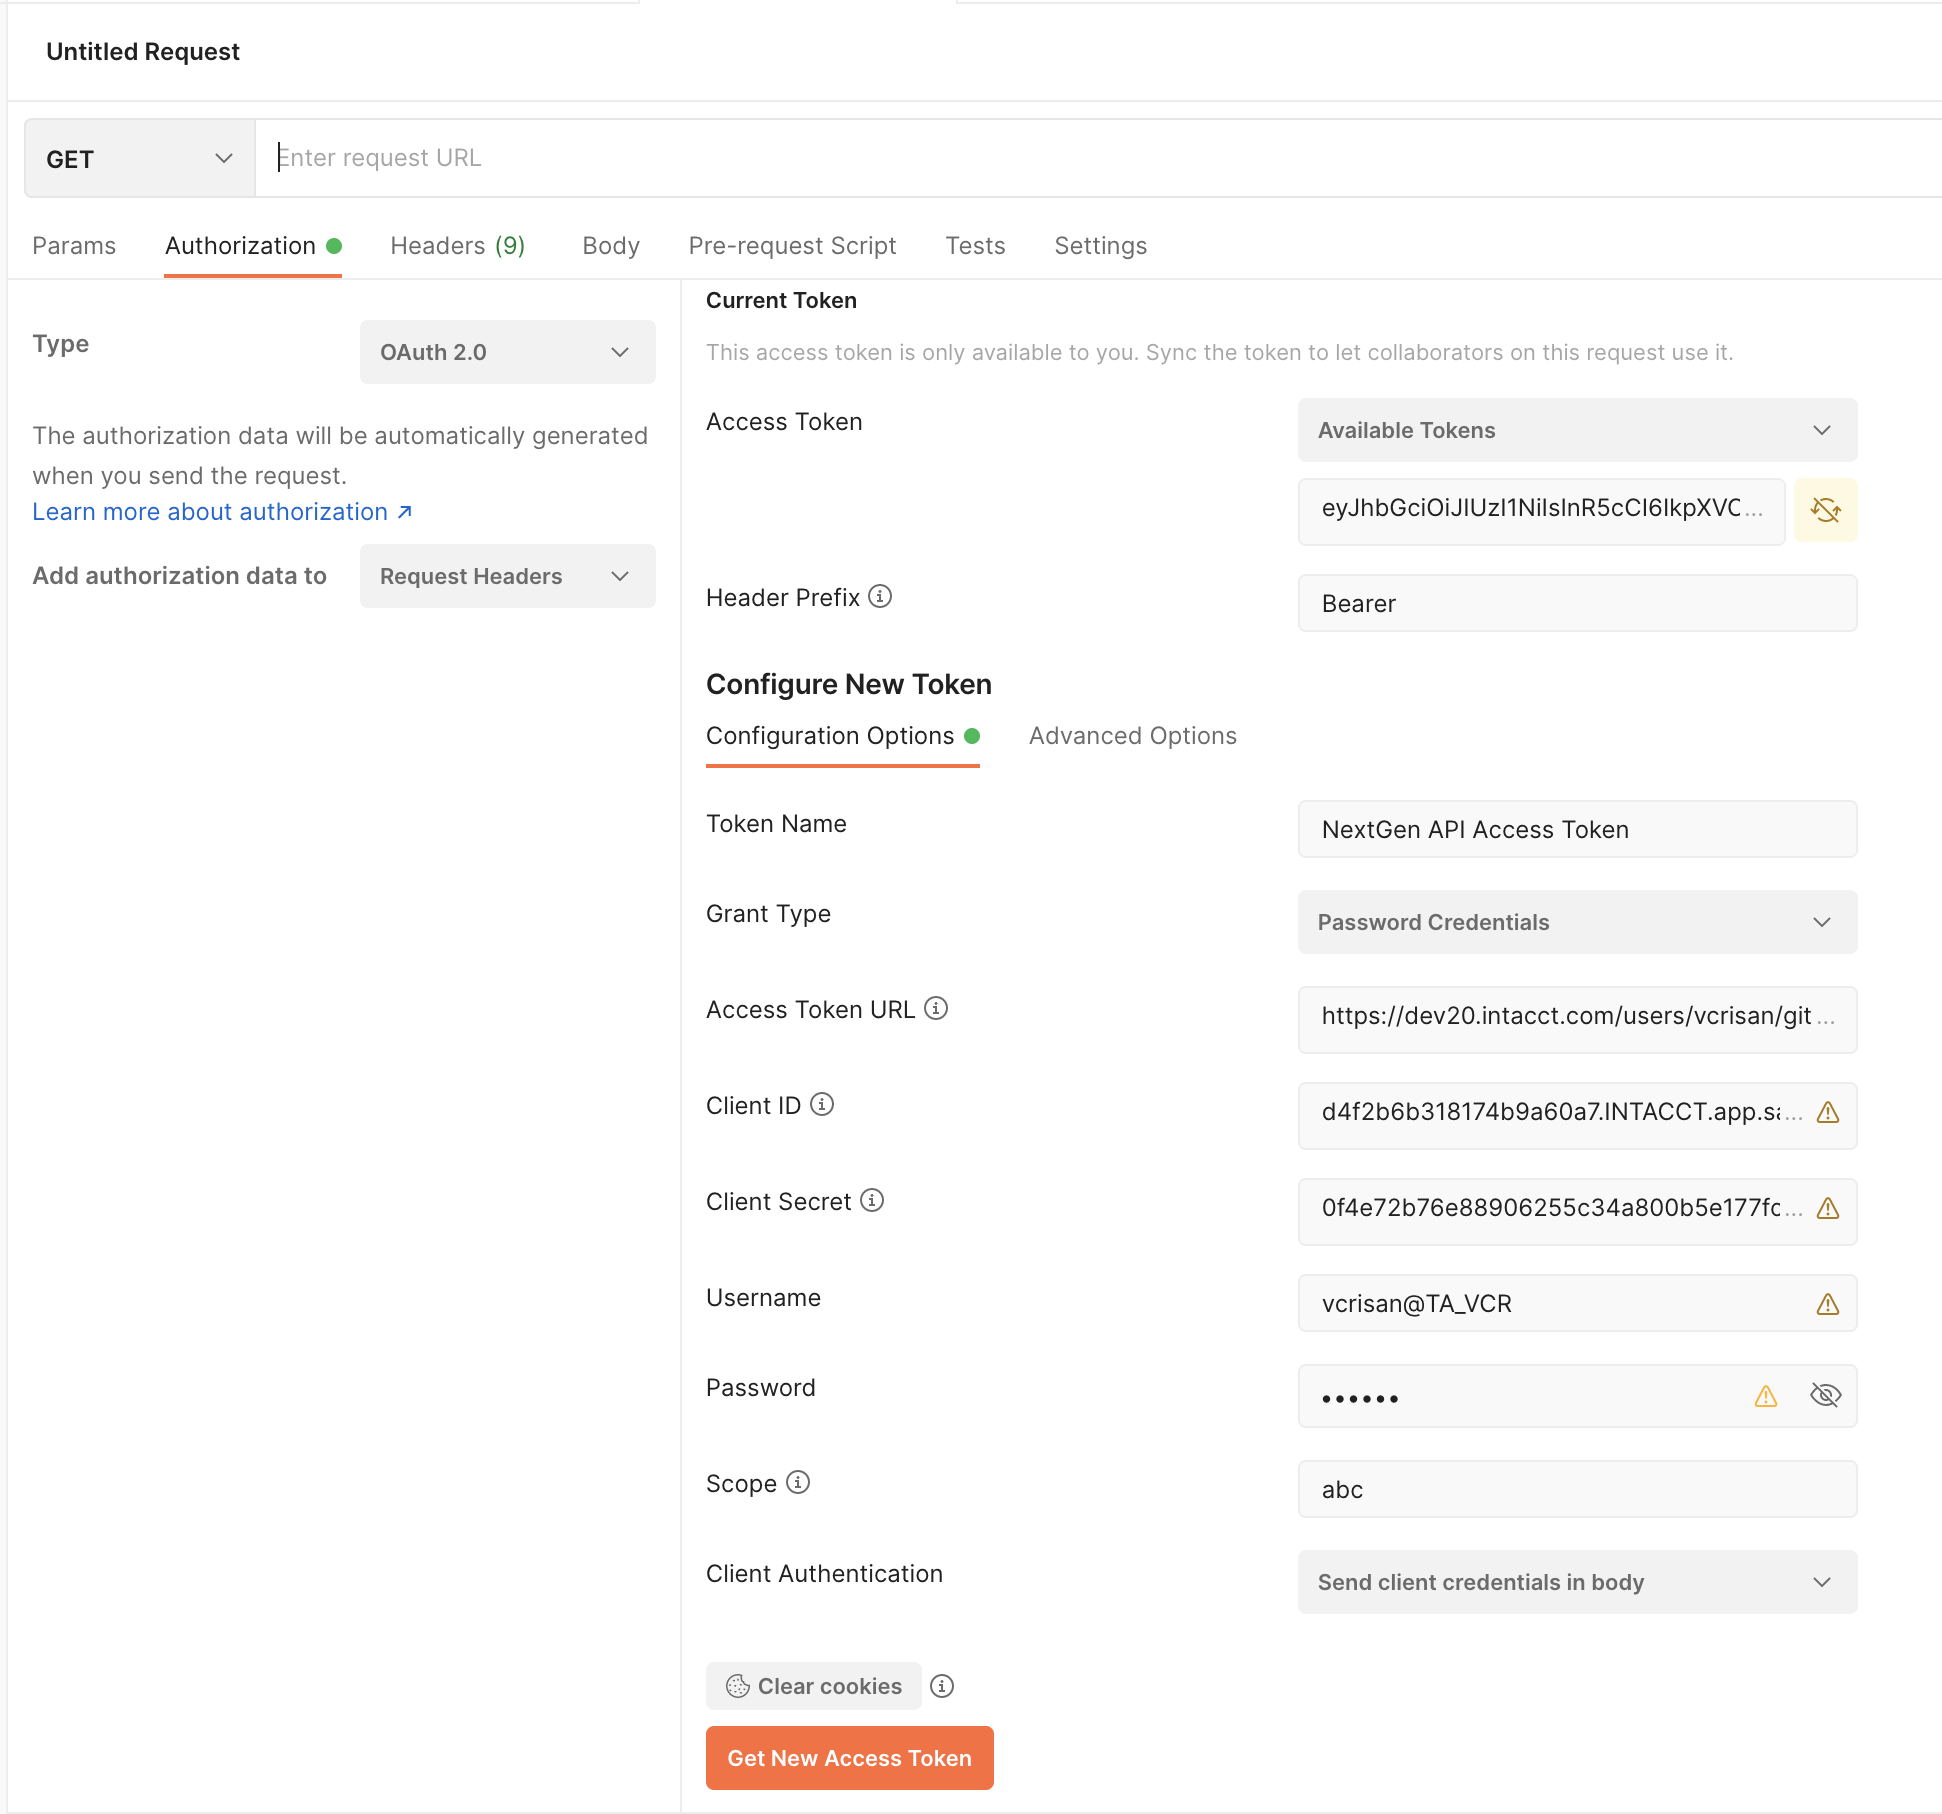 Untitled Request
GET
Enter request URL
Params Authorization Headers (9) Body Pre-request Script Tests Settings
Type
OAuth 2.0
The authorization data will be automatically generated
when you send the request.
Learn more about authorization ↗
Add authorization data to
Request Headers
Current Token
This access token is only available to you. Sync the token to let collaborators on this request use it.
Access Token
Available Tokens
eyJhbGciOiJIUzI1NiIsInR5cCI6IkpXVC...
Header Prefix
Bearer
Configure New Token
Configuration Options Advanced Options
Token Name
NextGen API Access Token
Grant Type
Password Credentials
Access Token URL
https://dev20.intacct.com/users/vcrisan/git...
Client ID
d4f2b6b318174b9a60a7.INTACCT.app.sa...
Client Secret
0f4e72b76e88906255c34a800b5e177fc...
Username
vcrisan@TA_VCR
Password
••••••
Scope
abc
Client Authentication
Send client credentials in body
Clear cookies
Get New Access Token